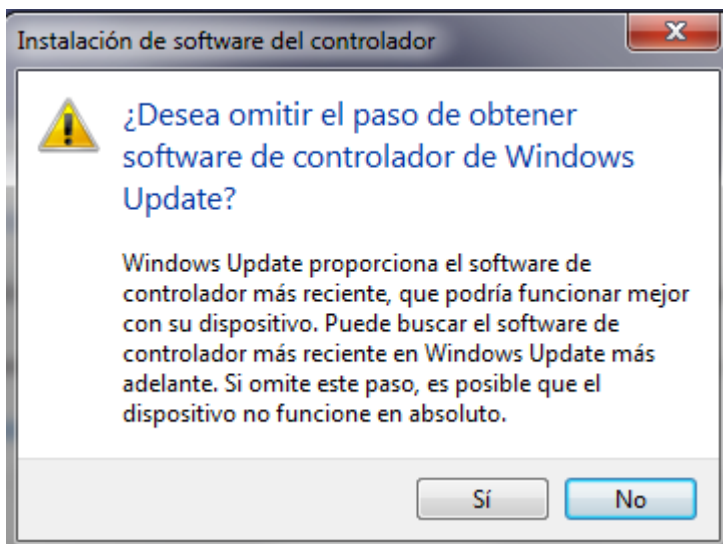 Instalación de software del controlador
¿Desea omitir el paso de obtener
software de controlador de Windows
Update?
Windows Update proporciona el software de
controlador más reciente, que podría funcionar mejor
con su dispositivo. Puede buscar el software de
controlador más reciente en Windows Update más
adelante. Si omite este paso, es posible que el
dispositivo no funcione en absoluto.
Sí No